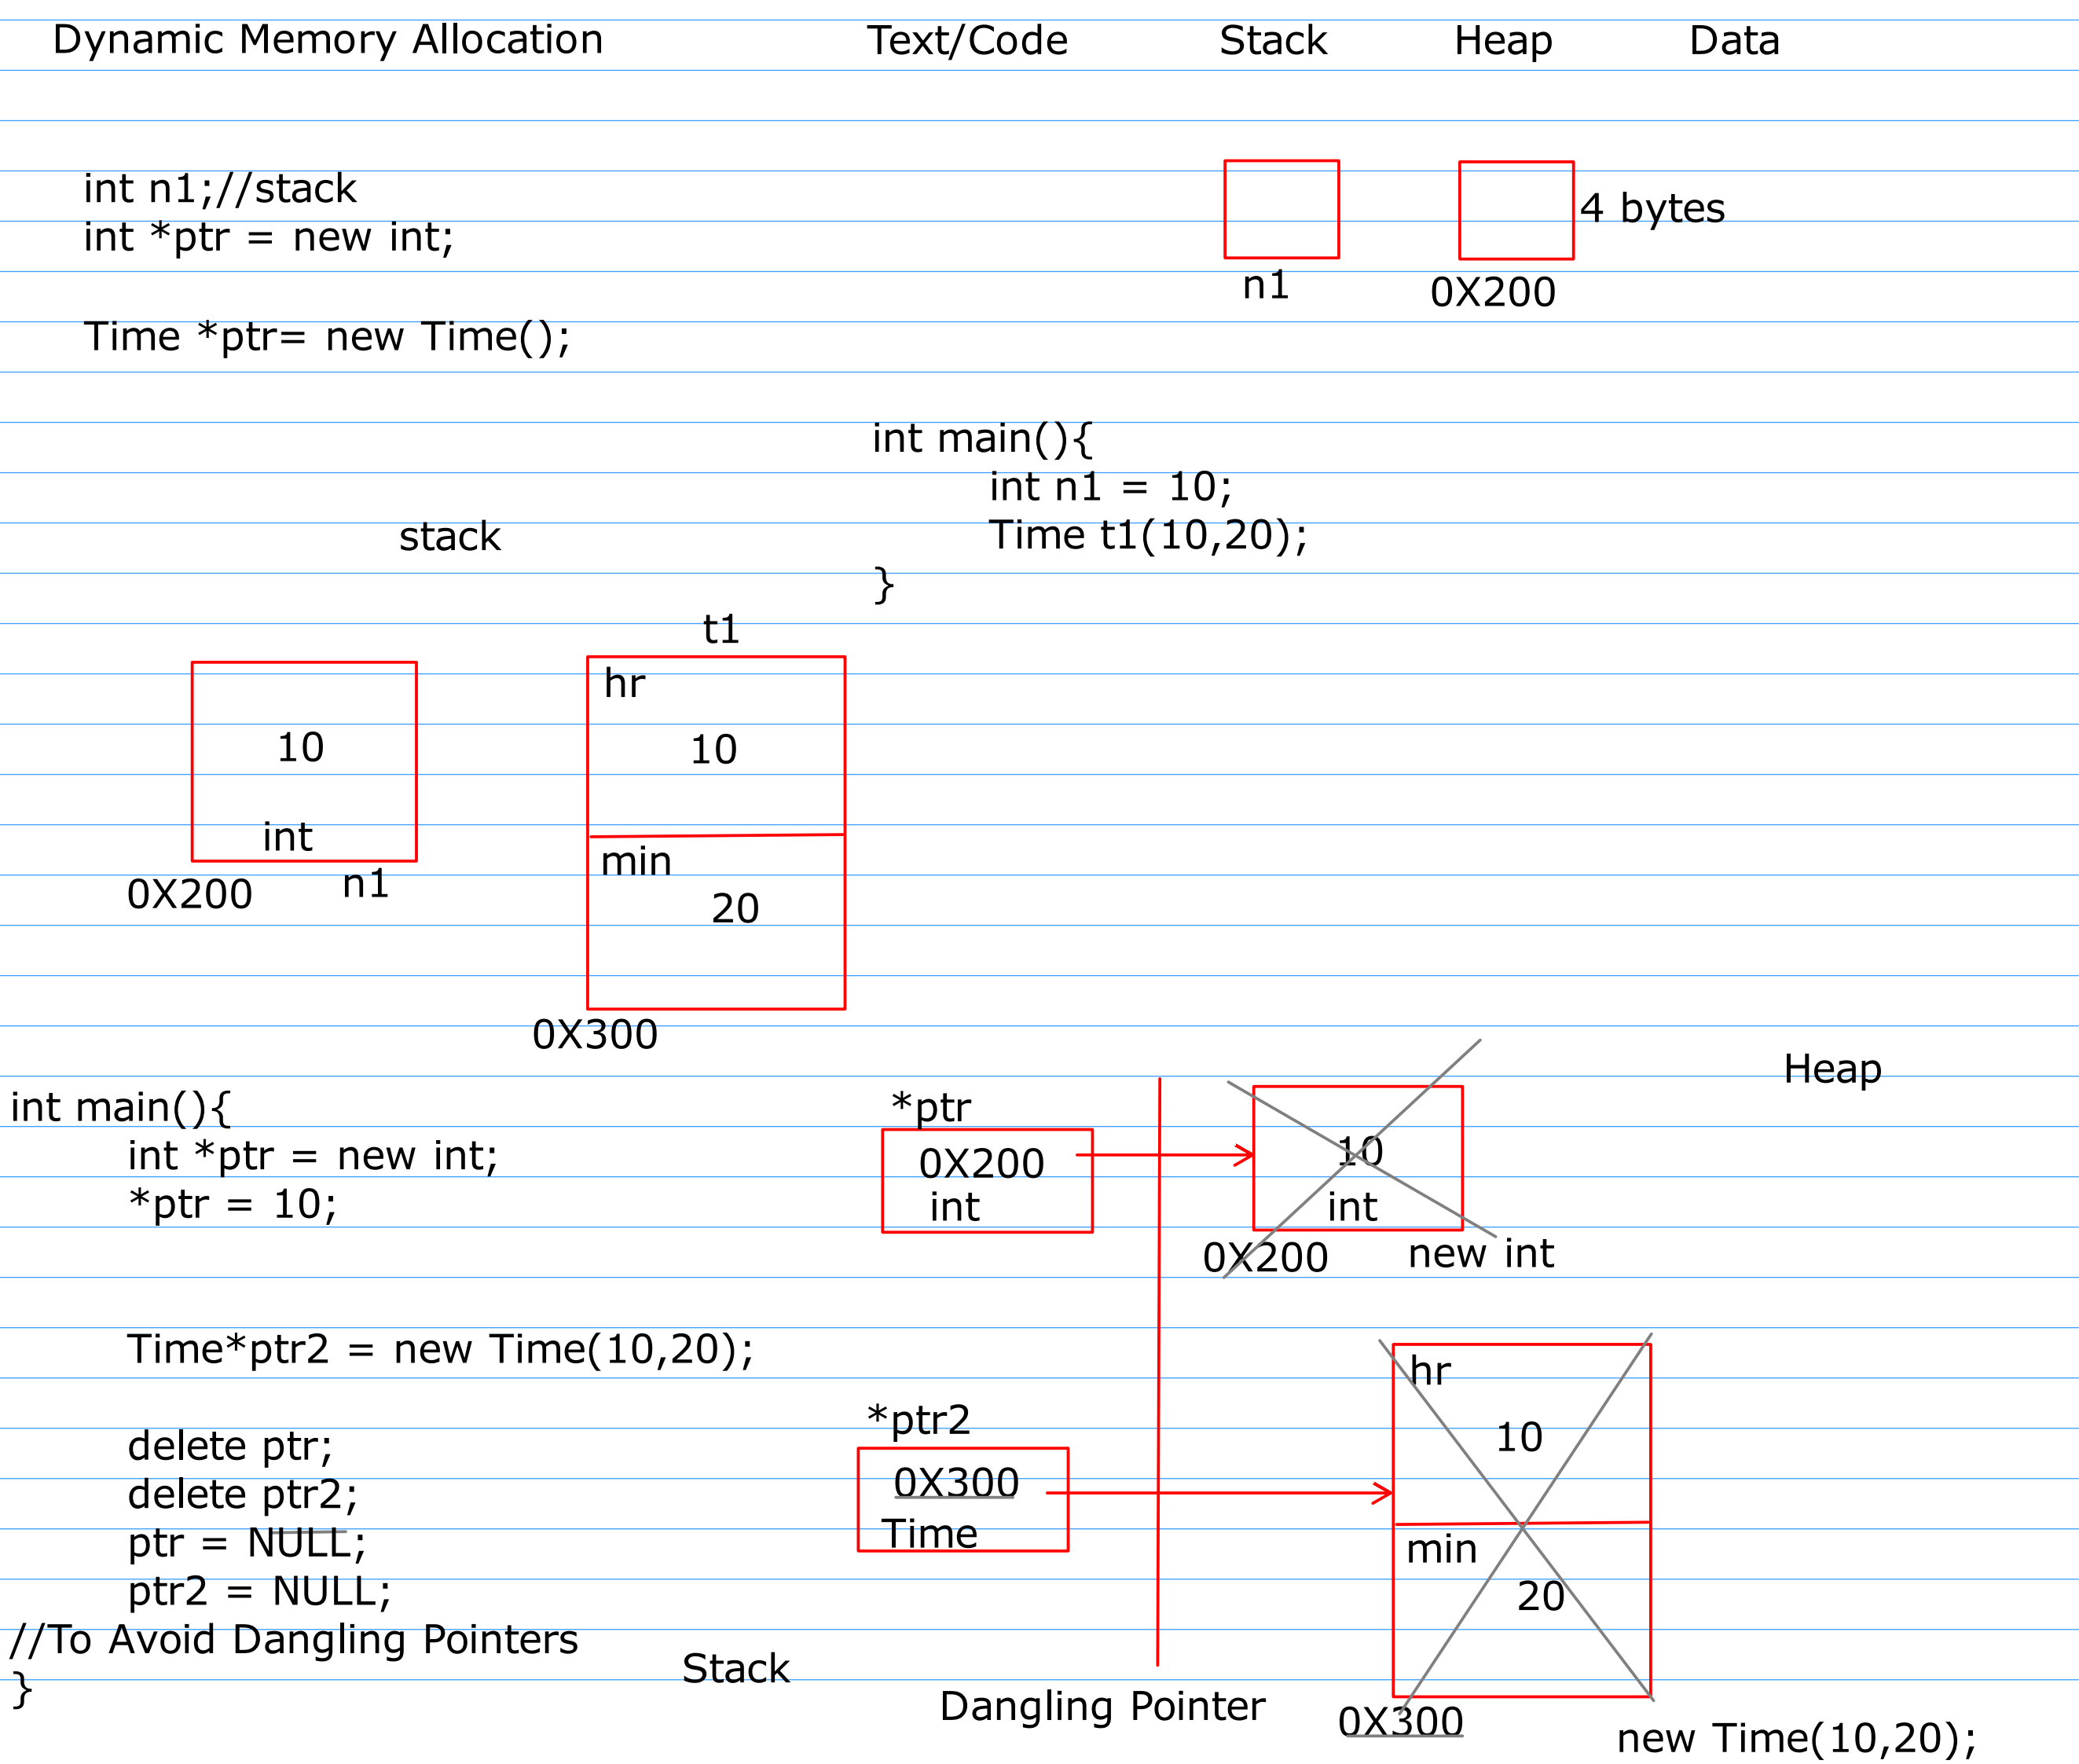 Dynamic Memory Allocation
Text/Code
Stack
Heap
Data
int n1;//stack
int *ptr = new int;
4 bytes
n1
0X200
Time *ptr= new Time();
int main(){
int n1 = 10;
Time t1(10,20);
}
stack
t1
hr
10
10
int
min
0X200
n1
20
0X300
Heap
int main(){
int *ptr = new int;
*ptr = 10;
*ptr
0X200
int
10
int
0X200
new int
Time*ptr2 = new Time(10,20);
delete ptr;
delete ptr2;
ptr = NULL;
ptr2 = NULL;
//To Avoid Dangling Pointers
}
*ptr2
0X300
Time
hr
10
min
20
Stack
Dangling Pointer
0X300
new Time(10,20);